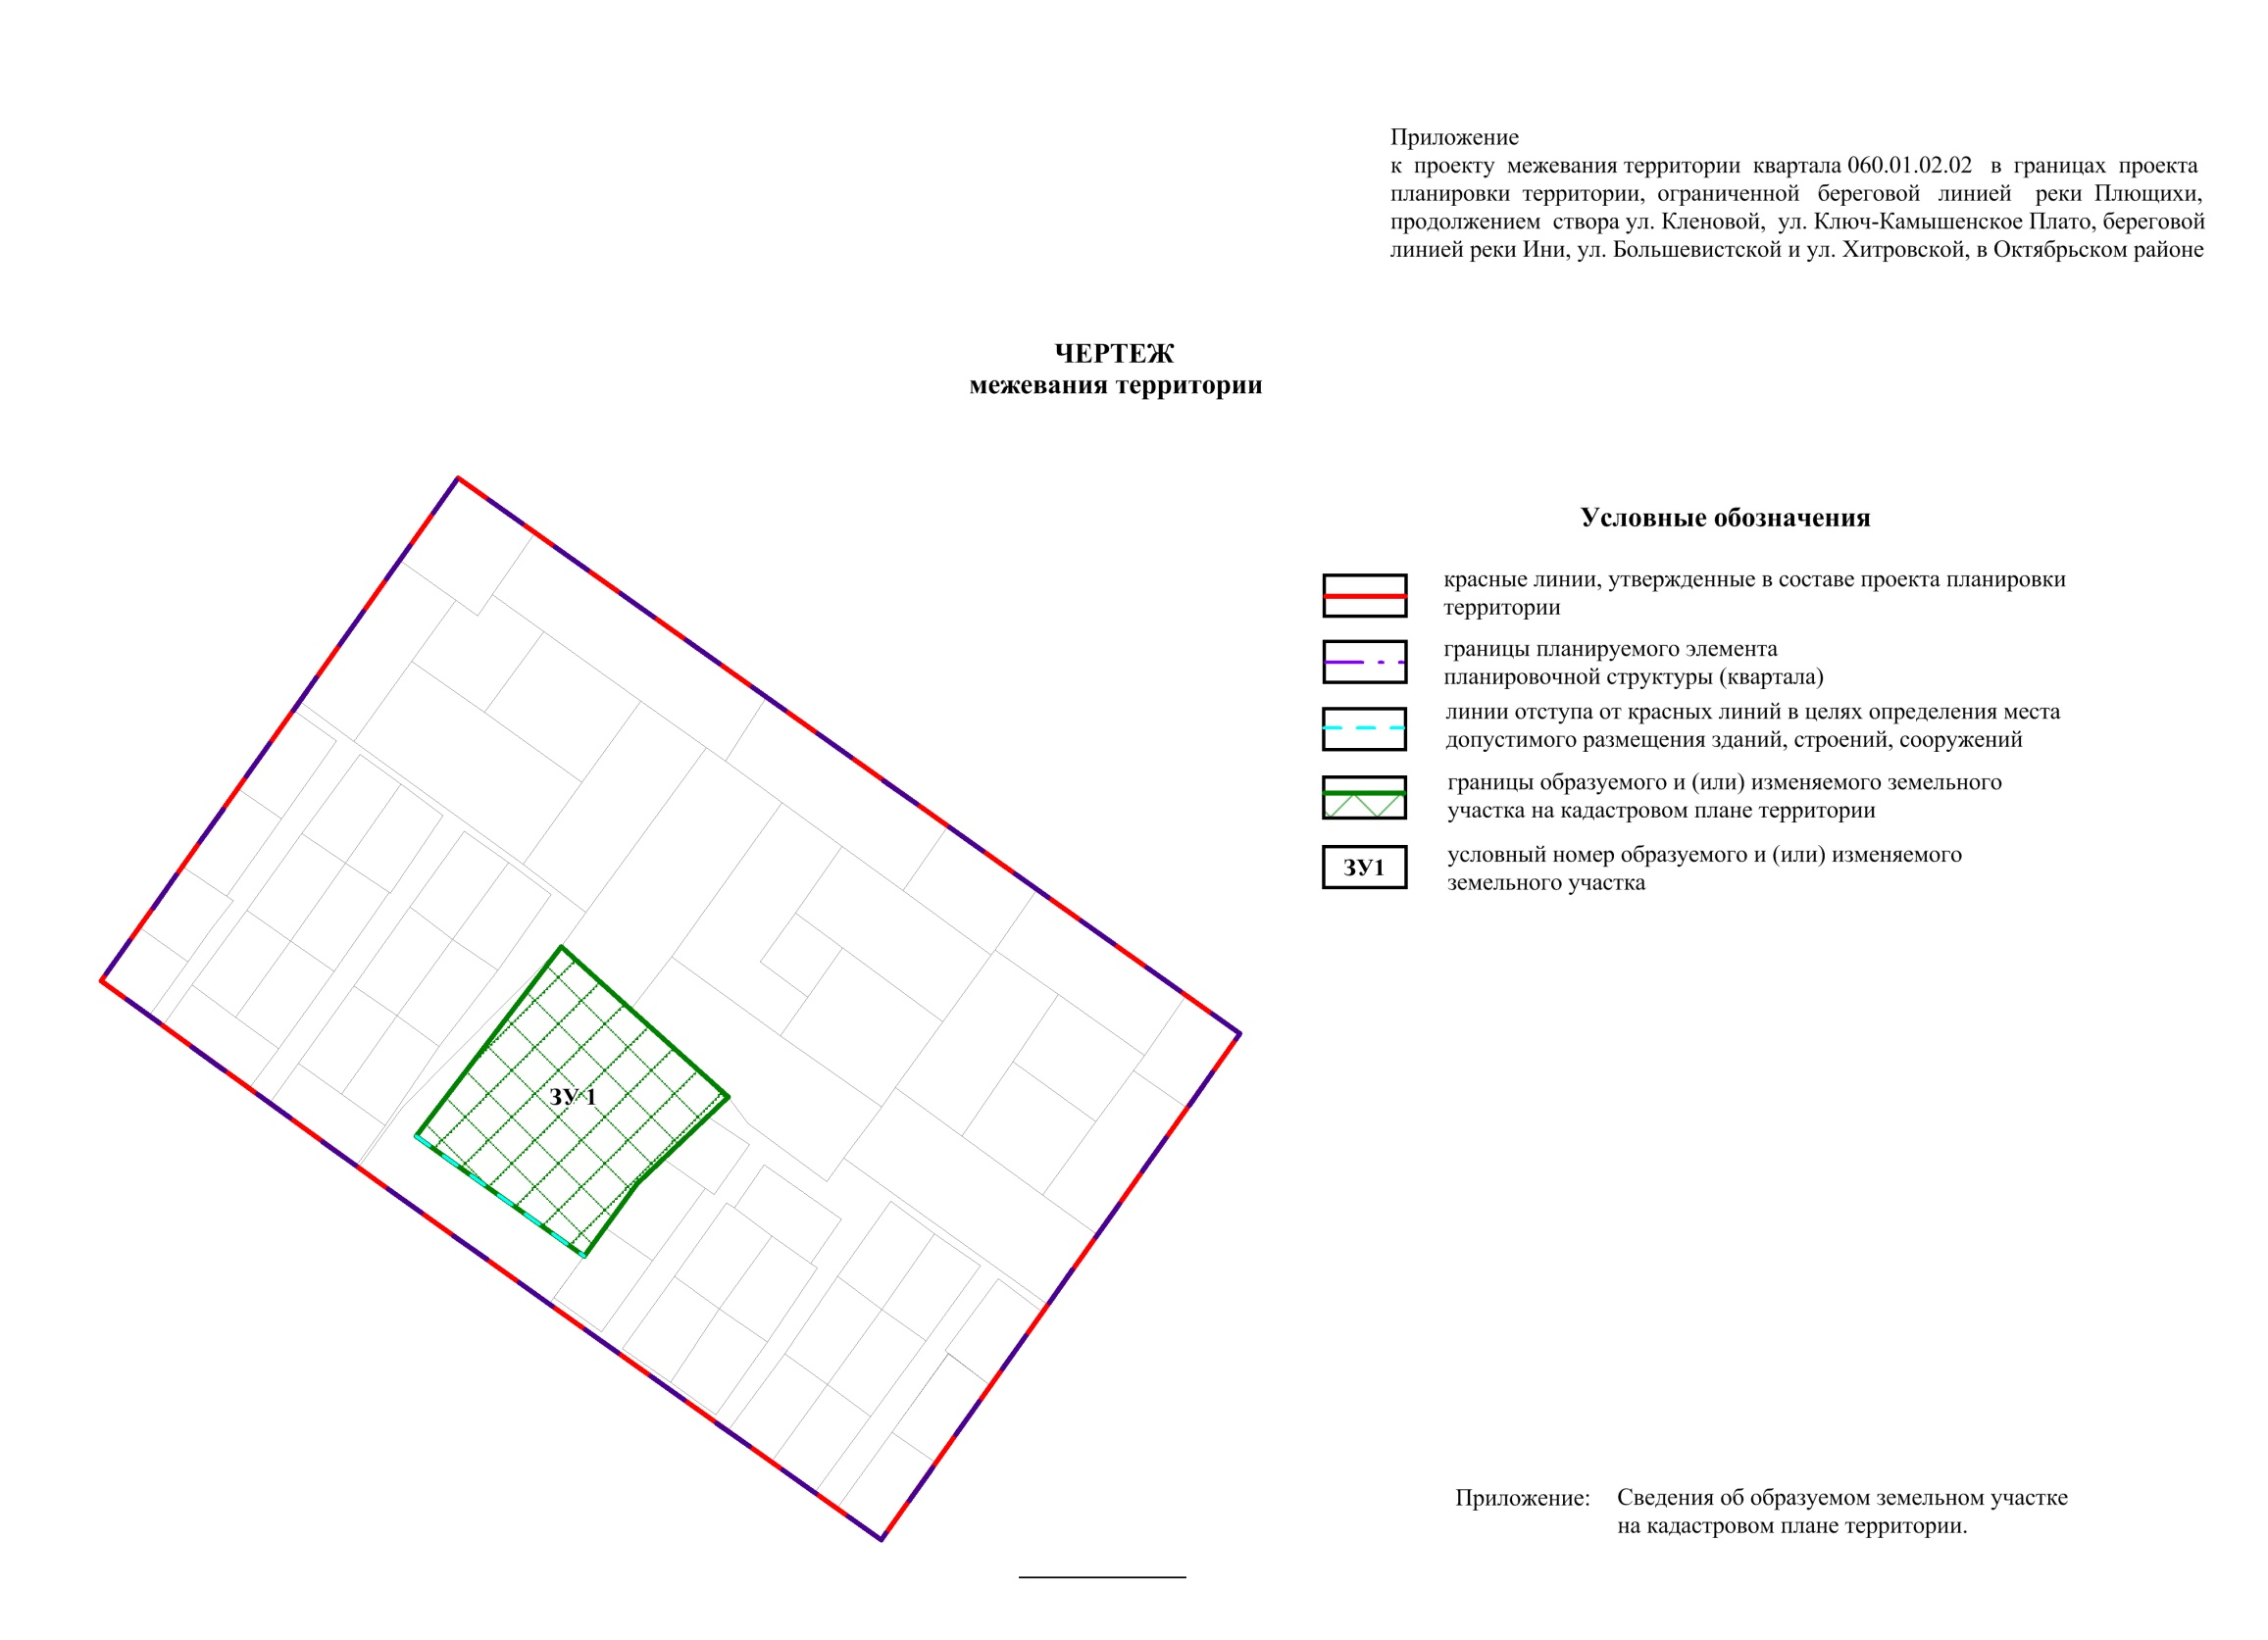 Приложение
к проекту межевания территории квартала 060.01.02.02 в границах проекта
планировки территории, ограниченной береговой линией реки Плющихи,
продолжением створа ул. Кленовой, ул. Ключ-Камышенское Плато, береговой
линией реки Ини, ул. Большевистской и ул. Хитровской, в Октябрьском районе
ЧЕРТЕЖ
межевания территории
Условные обозначения
красные линии, утвержденные в составе проекта планировки
территории
границы планируемого элемента
планировочной структуры (квартала)
линии отступа от красных линий в целях определения места
допустимого размещения зданий, строений, сооружений
границы образуемого и (или) изменяемого земельного
участка на кадастровом плане территории
ЗУ1
условный номер образуемого и (или) изменяемого
земельного участка
ЗУ 1
Приложение: Сведения об образуемом земельном участке
на кадастровом плане территории.